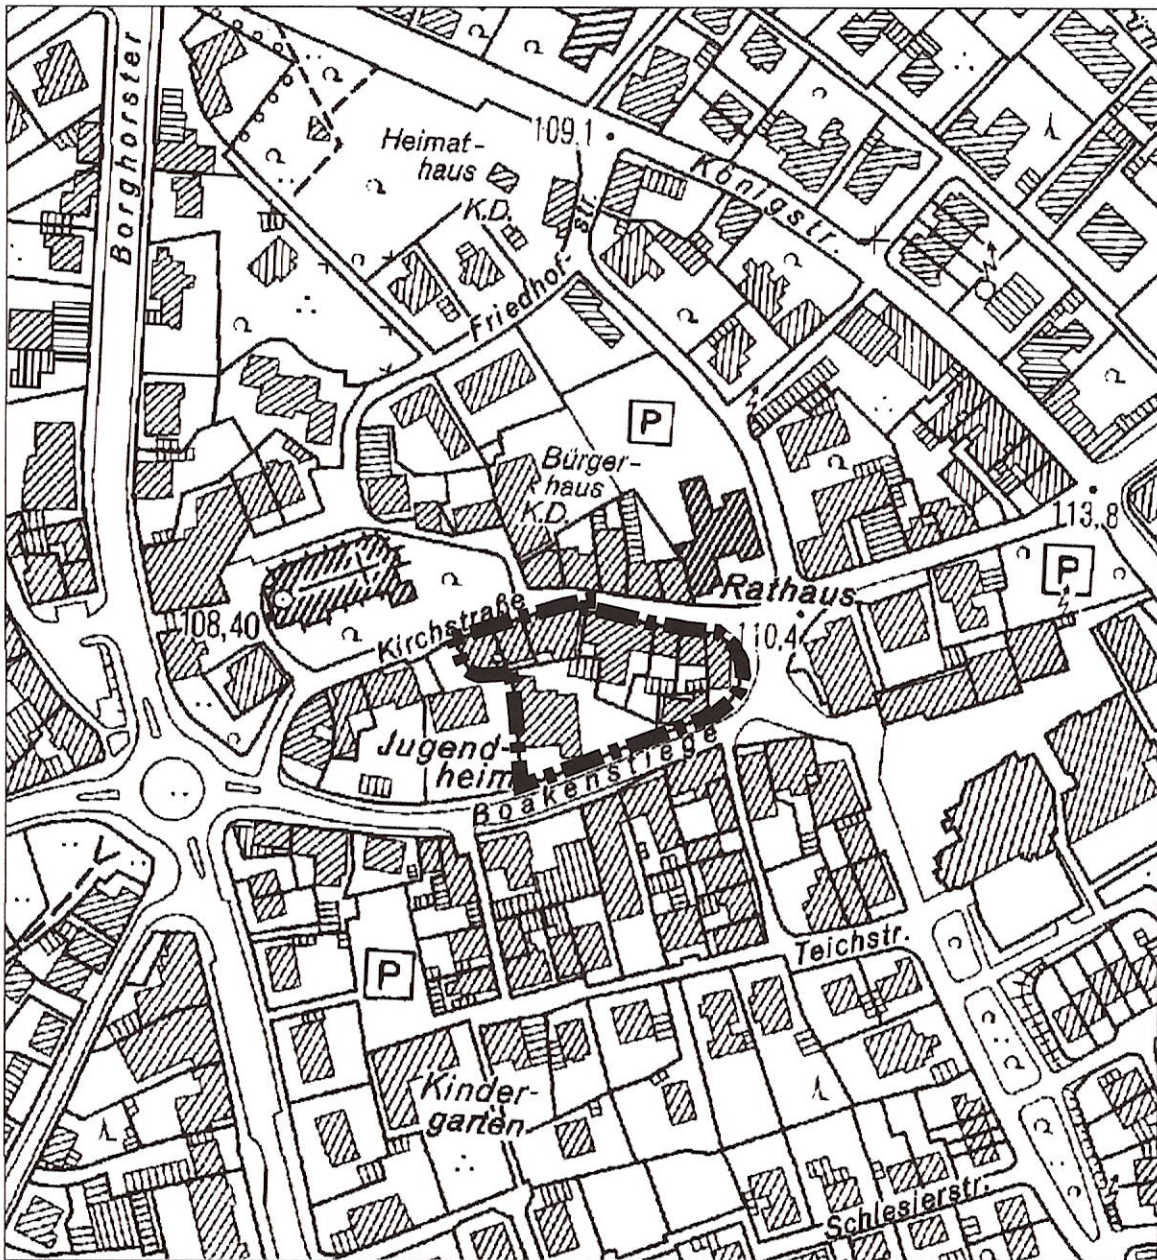 Borghorster
Heimat-
haus
K.D.
109.1
Königstr.
Friedhof-
str.
P
Bürger-
haus
K.D.
113,8
P
Rathaus
Kirchstraße
108,40
110,4
Jugend-
heim
Boakenstiege
Teichstr.
P
Kinder-
garten
Schlesierstr.